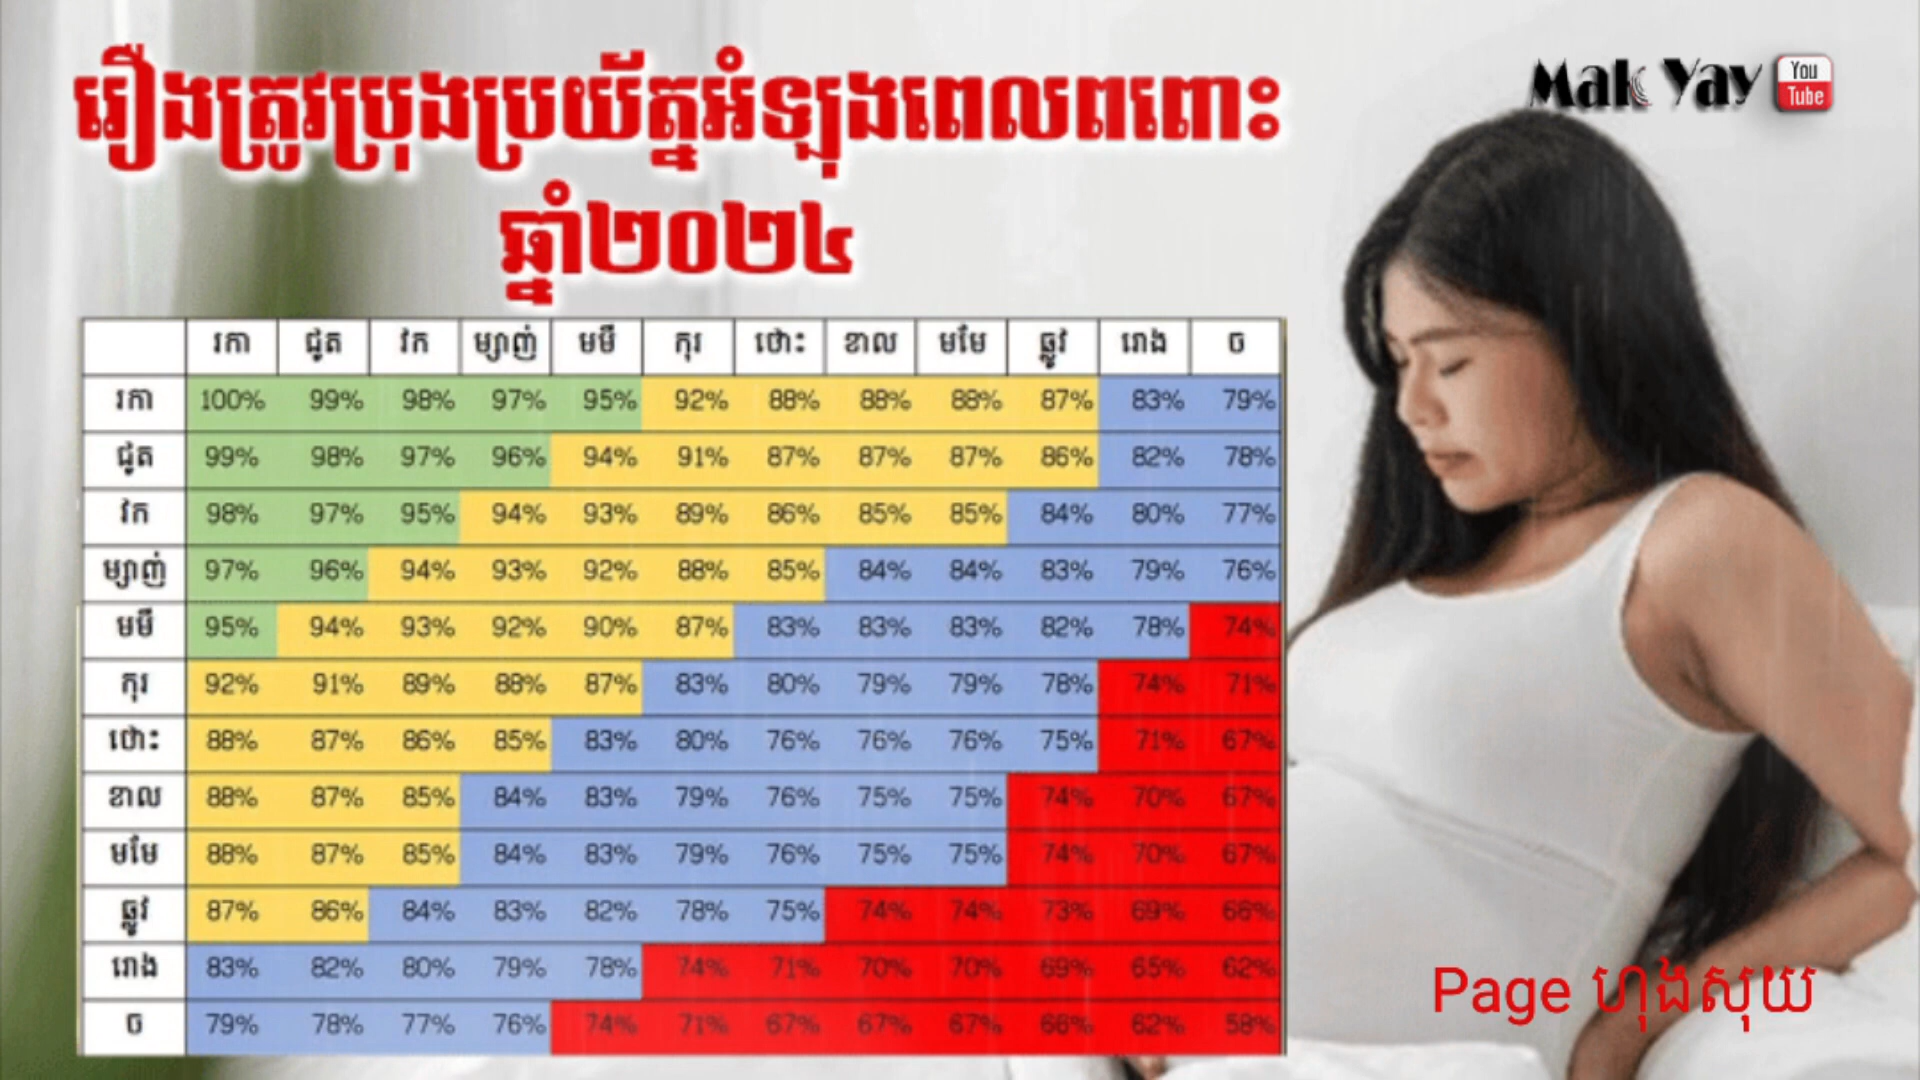 រឿងត្រូវប្រុងប្រយ័ត្នអំឡុងពេលពពោះ
ឆ្នាំ២០២៤
Mak Yay You Tube
រកា ជូត វក ម្សាញ់ មមី កុរ ថោះ ខាល មមែ ឆ្លូវ រោង ច
រកា 100% 99% 98% 97% 95% 92% 88% 88% 88% 87% 83% 79%
ជូត 99% 98% 97% 96% 94% 91% 87% 87% 87% 86% 82% 78%
វក 98% 97% 95% 94% 93% 89% 86% 85% 85% 84% 80% 77%
ម្សាញ់ 97% 96% 94% 93% 92% 88% 85% 84% 84% 83% 79% 76%
មមី 95% 94% 93% 92% 90% 87% 83% 83% 83% 82% 78% 74%
កុរ 92% 91% 89% 88% 87% 83% 80% 79% 79% 78% 74% 71%
ថោះ 88% 87% 86% 85% 83% 80% 76% 76% 76% 75% 71% 67%
ខាល 88% 87% 85% 84% 83% 79% 76% 75% 75% 74% 70% 67%
មមែ 88% 87% 85% 84% 83% 79% 76% 75% 75% 74% 70% 67%
ឆ្លូវ 87% 86% 84% 83% 82% 78% 75% 74% 74% 73% 69% 66%
រោង 83% 82% 80% 79% 78% 74% 71% 70% 70% 69% 65% 62%
ច 79% 78% 77% 76% 74% 71% 67% 67% 67% 66% 62% 58%
Page ហុងសុយ